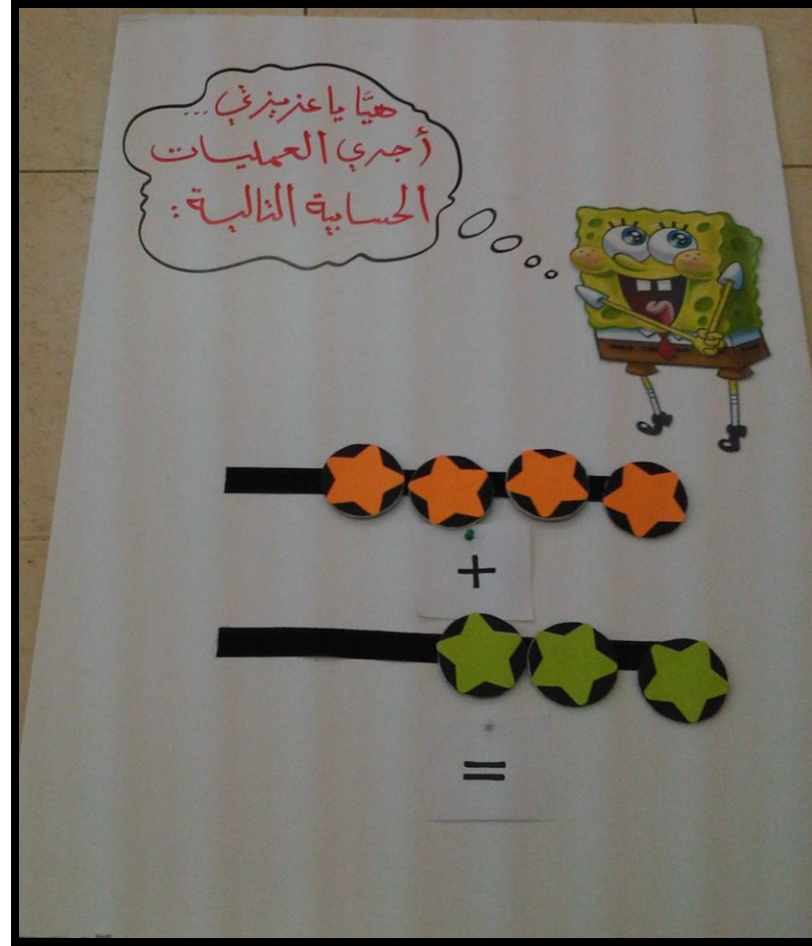 هيَّا يا عزيزتي...
أجري العمليات
الحسابية التالية:
+
=